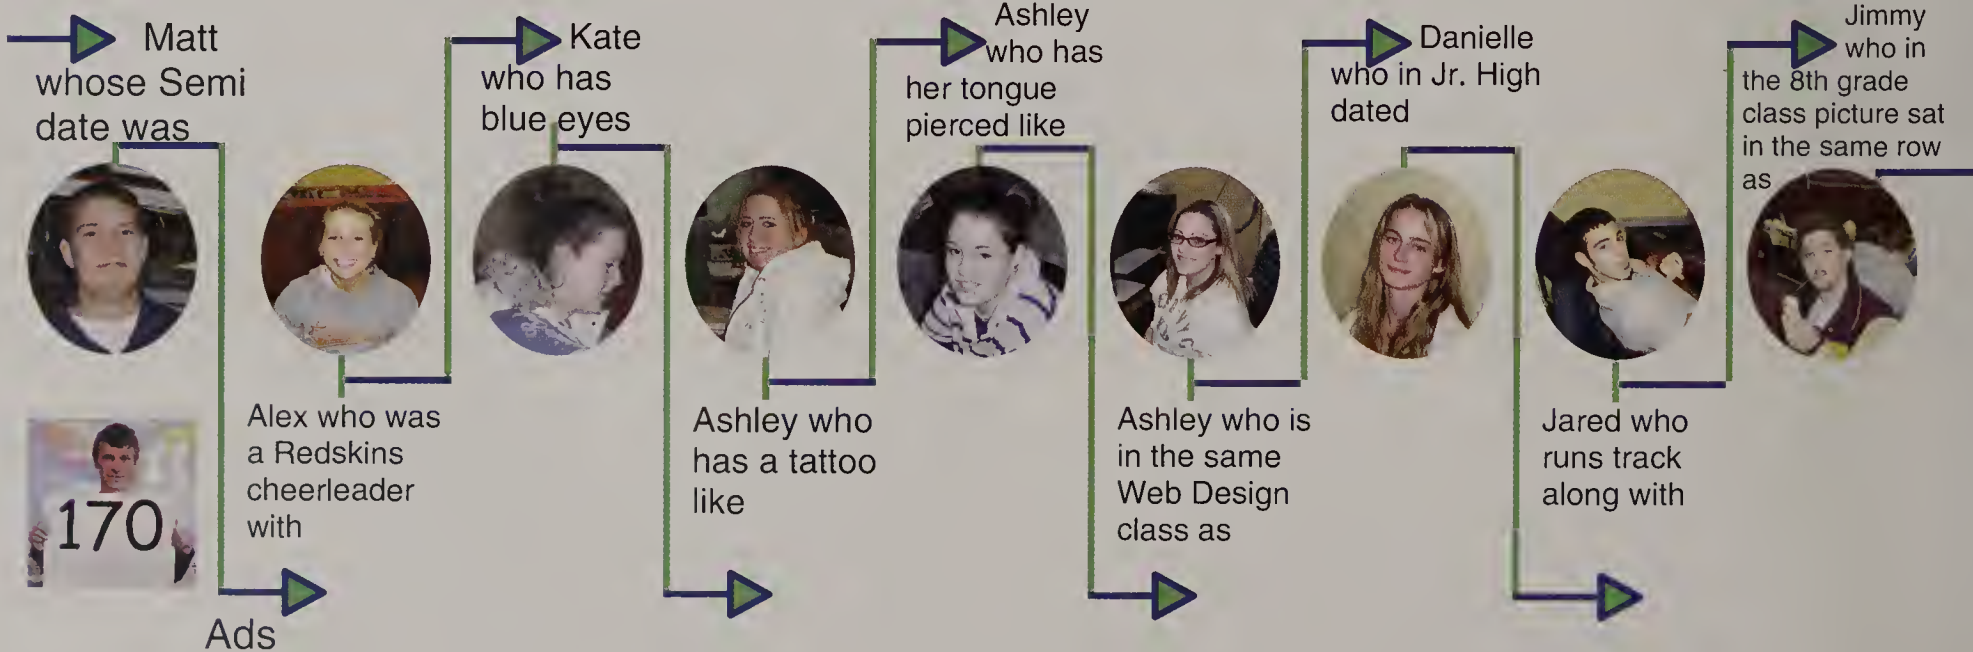 Matt
whose Semi
date was
Alex who was
a Redskins
cheerleader
with
Kate
who has
blue eyes
Ashley who
has a tattoo
like
Ashley
who has
her tongue
pierced like
Ashley who is
in the same
Web Design
class as
Danielle
who in Jr. High
dated
Jared who
runs track
along with
Jimmy
who in
the 8th grade
class picture sat
in the same row
as
170
Ads